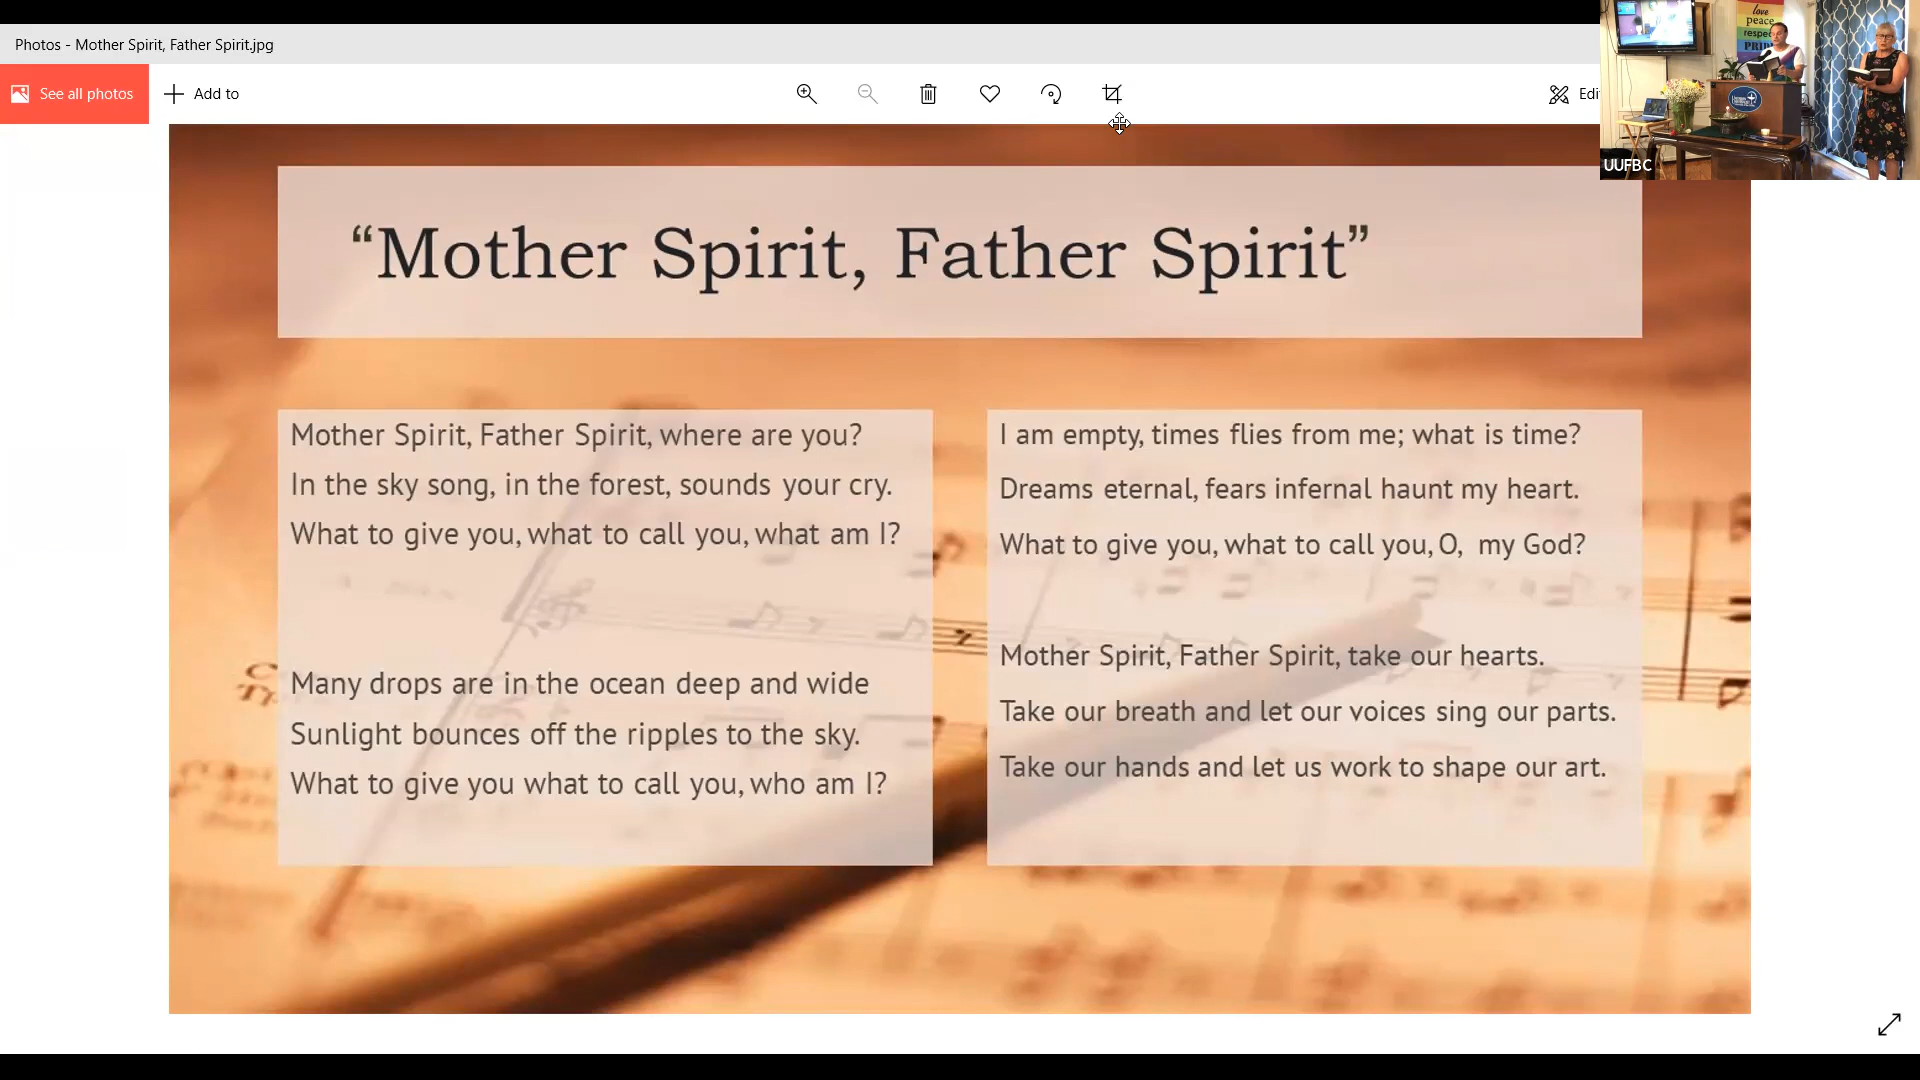 Photos - Mother Spirit, Father Spirit.jpg
See all photos
Add to
love
peace
UUFBC
“Mother Spirit, Father Spirit”
Mother Spirit, Father Spirit, where are you?
In the sky song, in the forest, sounds your cry.
What to give you, what to call you, what am I?
Many drops are in the ocean deep and wide
Sunlight bounces off the ripples to the sky.
What to give you what to call you, who am I?
I am empty, times flies from me; what is time?
Dreams eternal, fears infernal haunt my heart.
What to give you, what to call you, O, my God?
Mother Spirit, Father Spirit, take our hearts.
Take our breath and let our voices sing our parts.
Take our hands and let us work to shape our art.